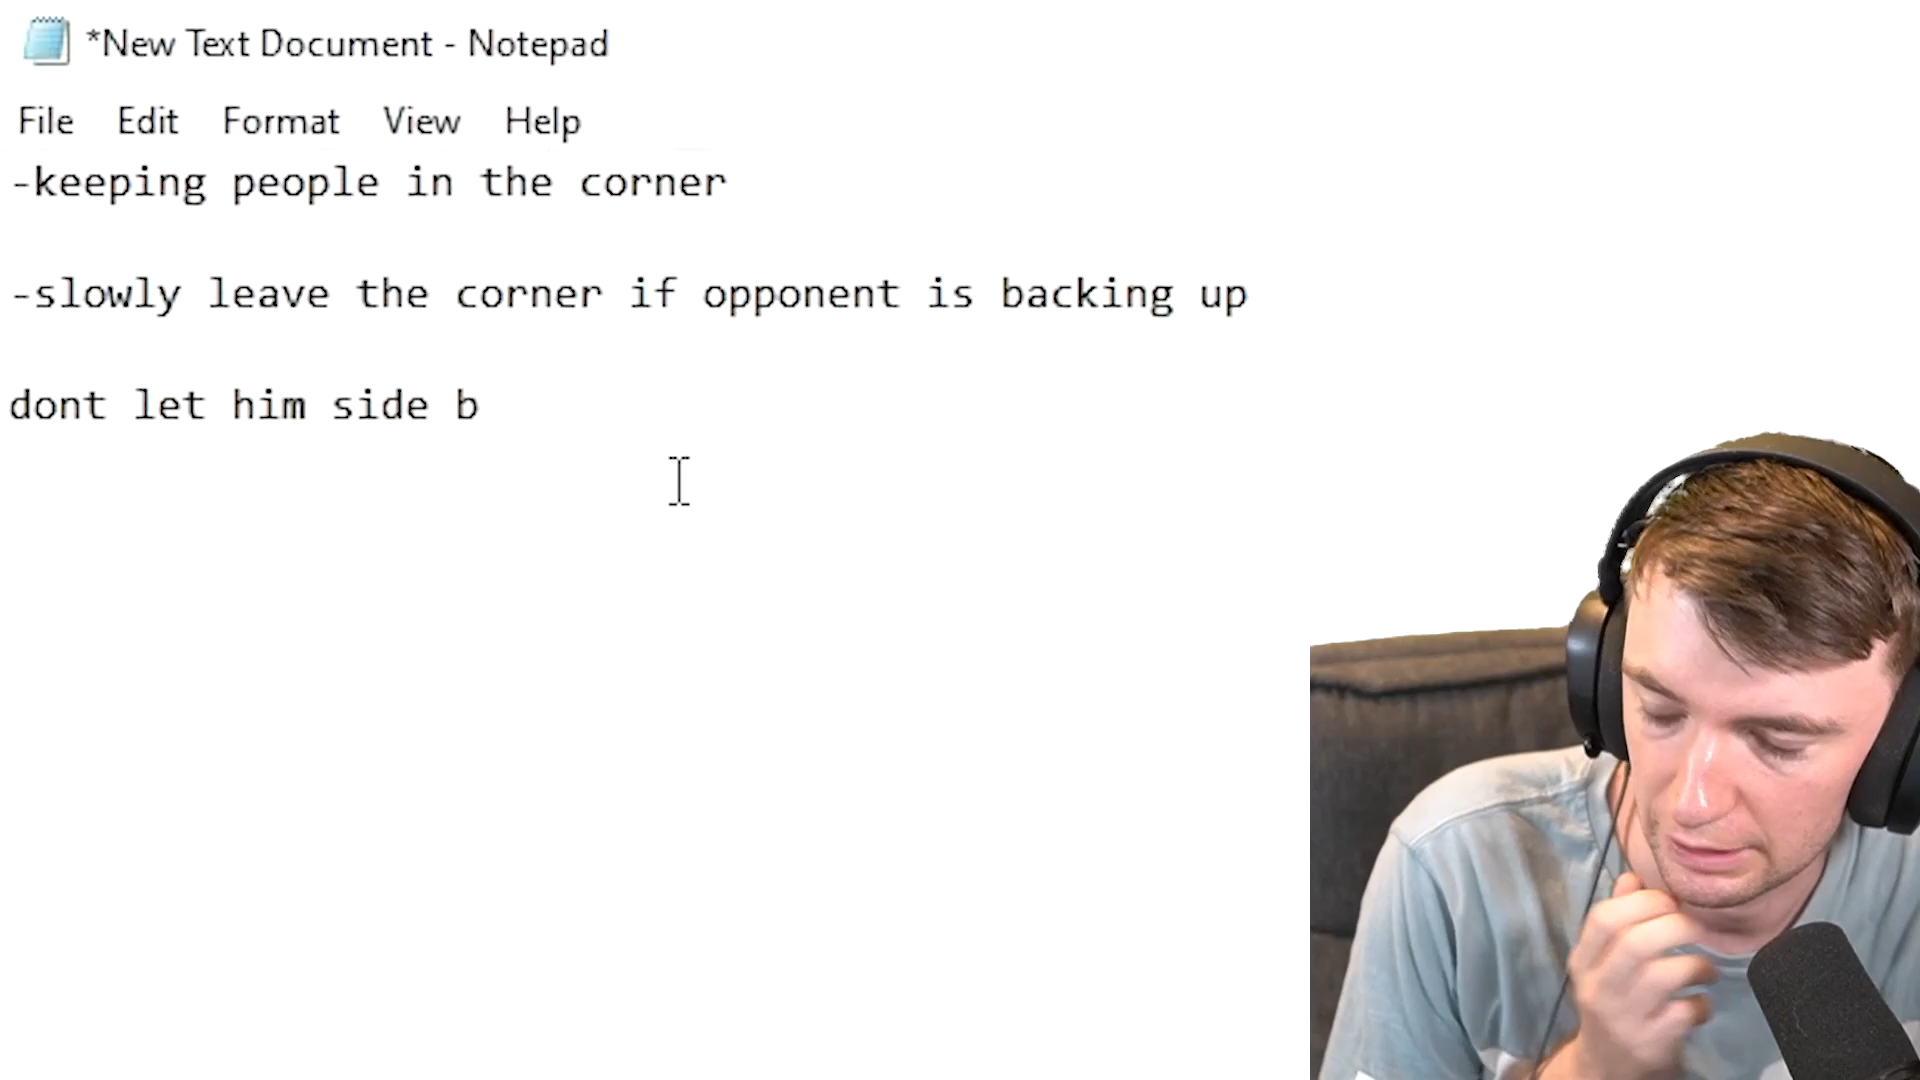 *New Text Document - Notepad
File Edit Format View Help
-keeping people in the corner
-slowly leave the corner if opponent is backing up
dont let him side b